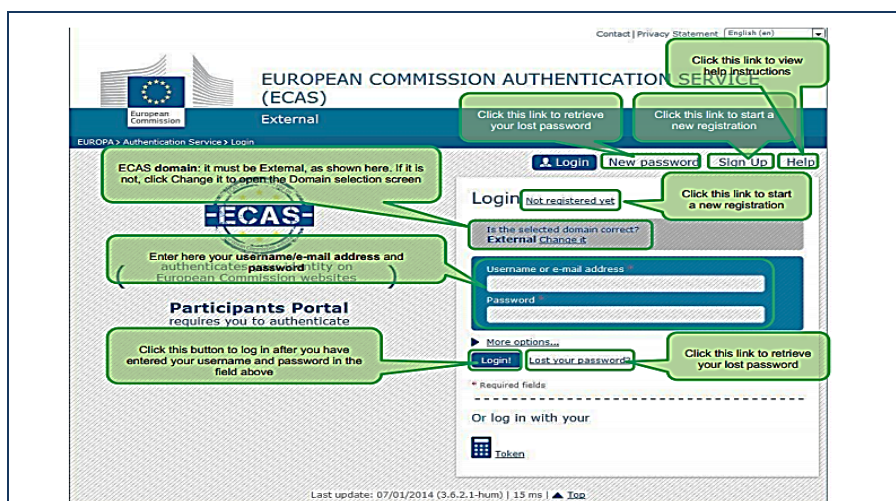 Contact | Privacy Statement English (en)
Click this link to view
help instructions
EUROPEAN COMMISSION AUTHENTICATION SERVICE
(ECAS)
European
Commission
External
Click this link to retrieve
your lost password
Click this link to start a
new registration
EUROPA > Authentication Service > Login
Login New password Sign Up Help
ECAS domain: it must be External, as shown here. If it is
not, click Change it to open the Domain selection screen
Login Not registered yet
Click this link to start
a new registration
ECAS
Is the selected domain correct?
External Change it
Enter here your username/e-mail address and
password
authenticates your identity on
European Commission websites
Username or e-mail address *
Password *
Participants Portal
requires you to authenticate
More options...
Click this button to log in after you have
entered your username and password in the
field above
Login! Lost your password?
Click this link to retrieve
your lost password
* Required fields
Or log in with your
Token
Last update: 07/01/2014 (3.6.2.1-hum) | 15 ms | Top